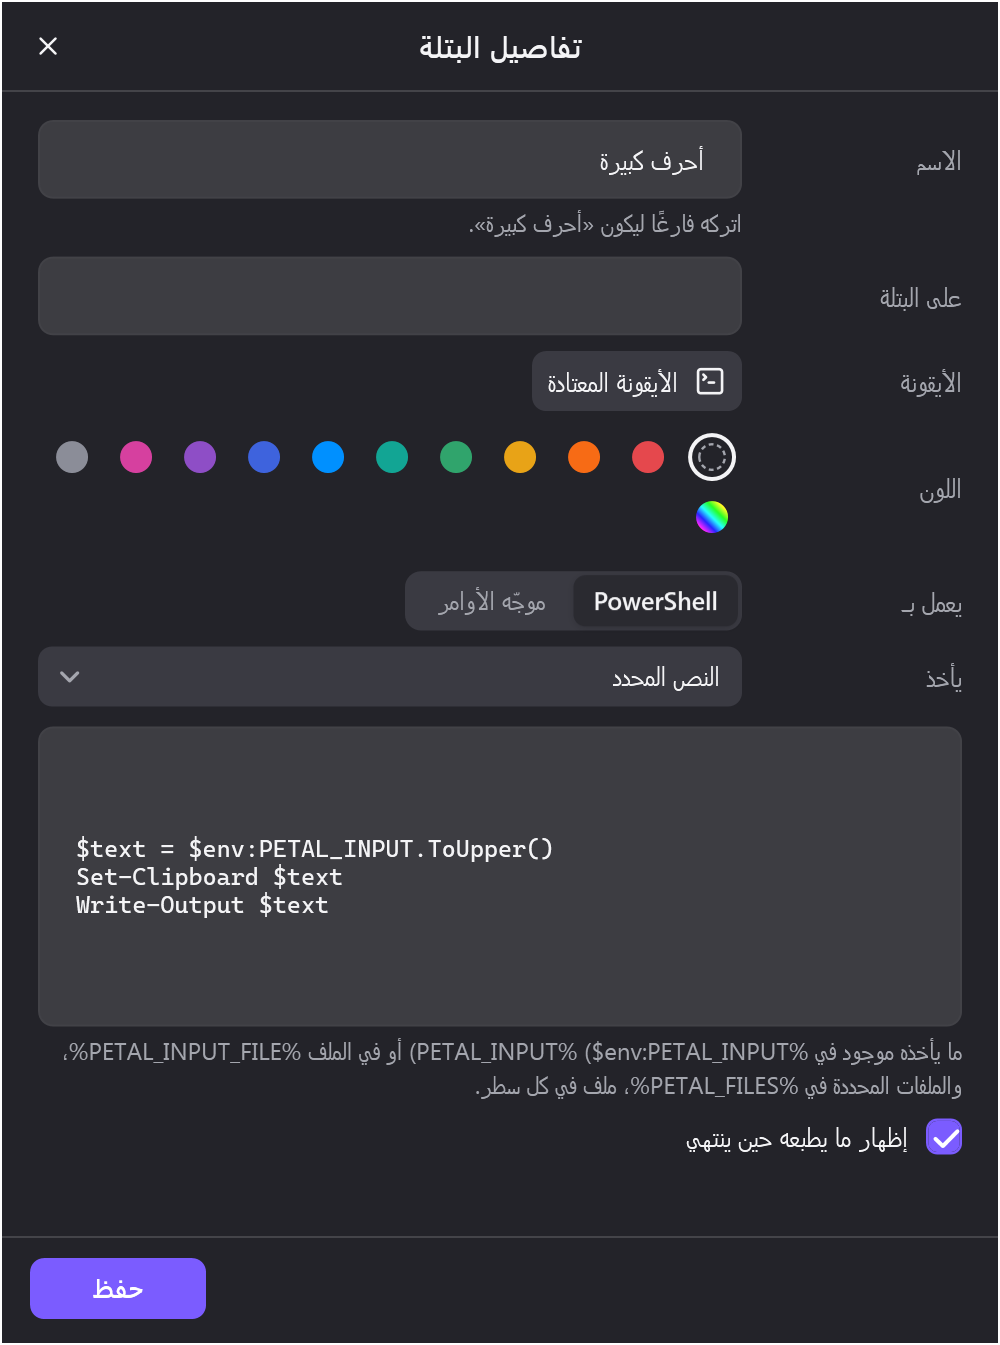 تفاصيل البتلة
الاسم
أحرف كبيرة
اتركه فارغًا ليكون «أحرف كبيرة».
على البتلة
الأيقونة
الأيقونة المعتادة
اللون
يعمل بـ
PowerShell
موجّه الأوامر
يأخذ
النص المحدد
$text = $env:PETAL_INPUT.ToUpper()
Set-Clipboard $text
Write-Output $text
ما يأخذه موجود في %PETAL_INPUT% ($env:PETAL_INPUT) أو في الملف %PETAL_INPUT_FILE%،
والملفات المحددة في %PETAL_FILES%، ملف في كل سطر.
إظهار ما يطبعه حين ينتهي
حفظ